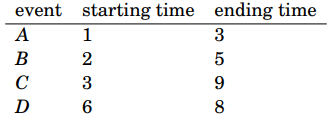 event starting time ending time
A 1 3
B 2 5
C 3 9
D 6 8